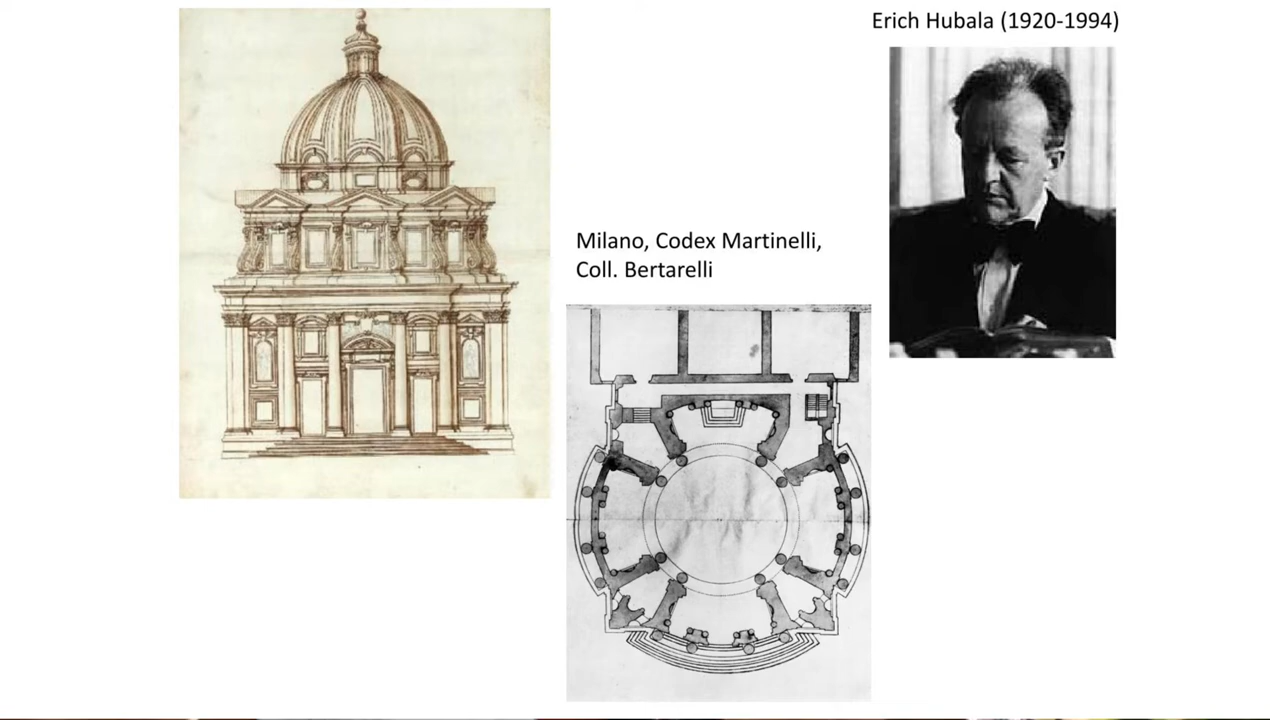 Erich Hubala (1920-1994)
Milano, Codex Martinelli,
Coll. Bertarelli